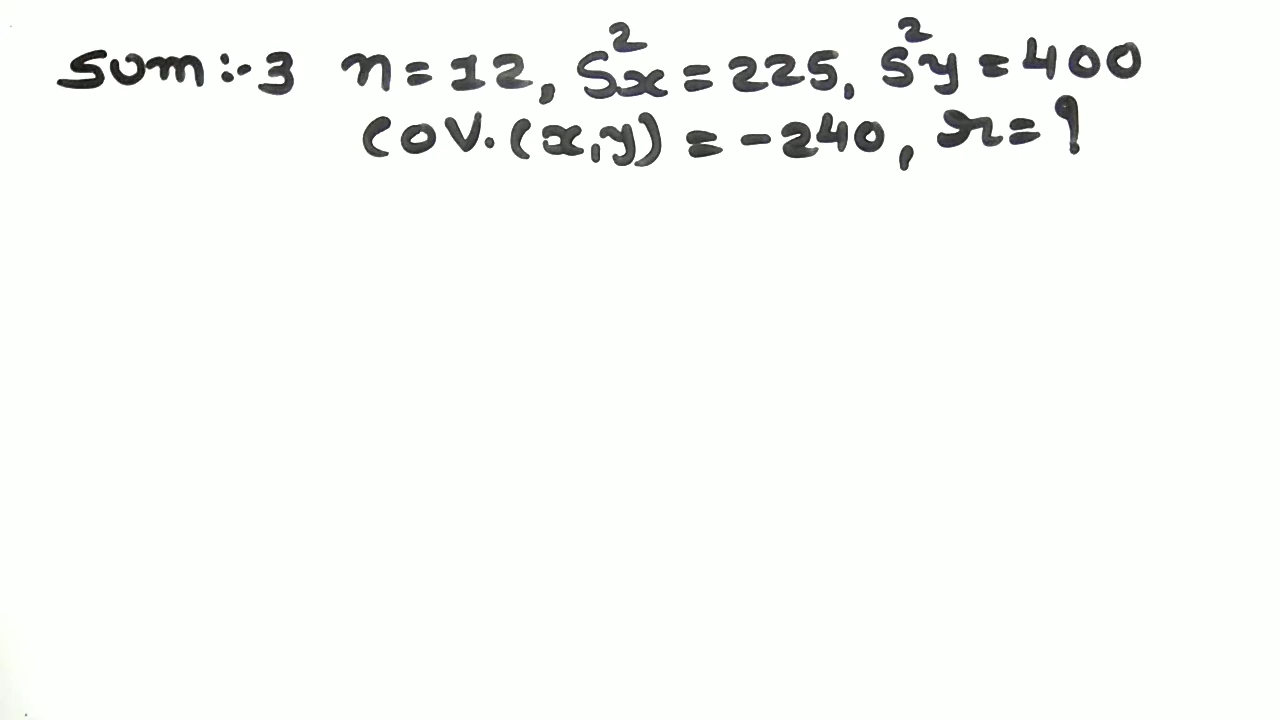 Sum:- 3 n = 12, S²x = 225, S²y = 400
COV. (x,y) = -240, r = ?